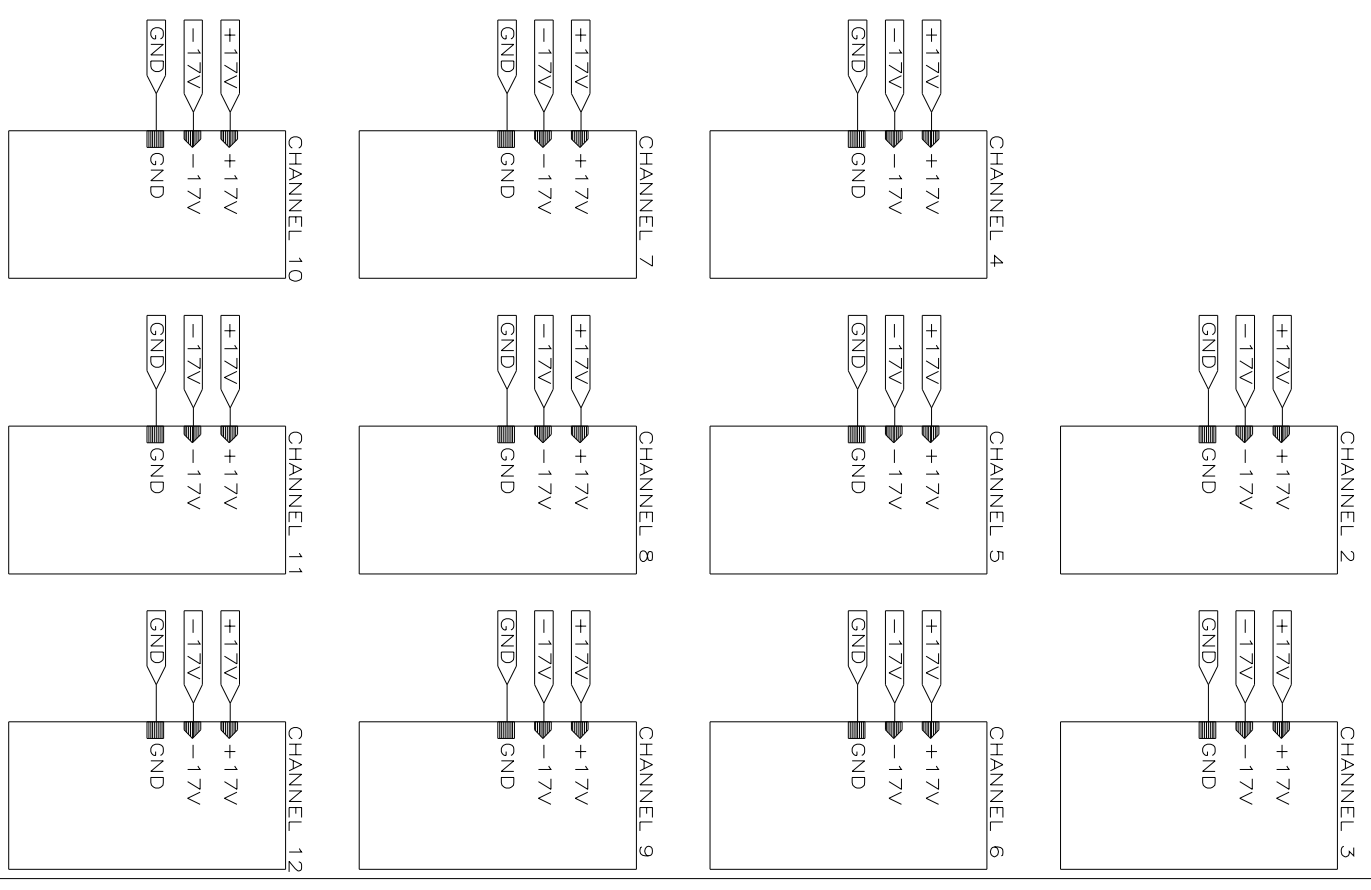 CHANNEL 2
+17V +17V
-17V -17V
GND GND
CHANNEL 3
+17V +17V
-17V -17V
GND GND
CHANNEL 4
+17V +17V
-17V -17V
GND GND
CHANNEL 5
+17V +17V
-17V -17V
GND GND
CHANNEL 6
+17V +17V
-17V -17V
GND GND
CHANNEL 7
+17V +17V
-17V -17V
GND GND
CHANNEL 8
+17V +17V
-17V -17V
GND GND
CHANNEL 9
+17V +17V
-17V -17V
GND GND
CHANNEL 10
+17V +17V
-17V -17V
GND GND
CHANNEL 11
+17V +17V
-17V -17V
GND GND
CHANNEL 12
+17V +17V
-17V -17V
GND GND